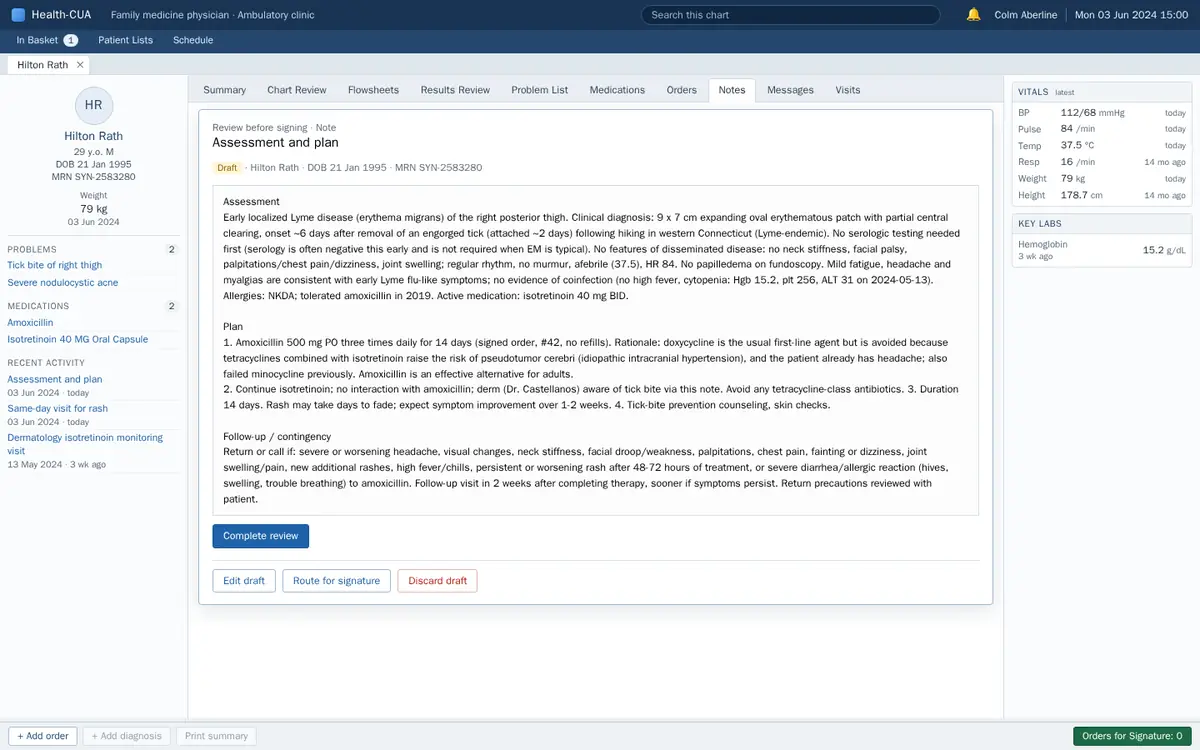 Health-CUA
Family medicine physician · Ambulatory clinic
Search this chart
Colm Aberline
Mon 03 Jun 2024 15:00
In Basket 1
Patient Lists
Schedule
Hilton Rath ×
HR
Hilton Rath
29 y.o. M
DOB 21 Jan 1995
MRN SYN-2583280
Weight
79 kg
03 Jun 2024
PROBLEMS 2
Tick bite of right thigh
Severe nodulocystic acne
MEDICATIONS 2
Amoxicillin
Isotretinoin 40 MG Oral Capsule
RECENT ACTIVITY
Assessment and plan
03 Jun 2024 · today
Same-day visit for rash
03 Jun 2024 · today
Dermatology isotretinoin monitoring
visit
13 May 2024 · 3 wk ago
Summary
Chart Review
Flowsheets
Results Review
Problem List
Medications
Orders
Notes
Messages
Visits
Review before signing · Note
Assessment and plan
Draft · Hilton Rath · DOB 21 Jan 1995 · MRN SYN-2583280
Assessment
Early localized Lyme disease (erythema migrans) of the right posterior thigh. Clinical diagnosis: 9 x 7 cm expanding oval erythematous patch with partial central
clearing, onset ~6 days after removal of an engorged tick (attached ~2 days) following hiking in western Connecticut (Lyme-endemic). No serologic testing needed
first (serology is often negative this early and is not required when EM is typical). No features of disseminated disease: no neck stiffness, facial palsy,
palpitations/chest pain/dizziness, joint swelling; regular rhythm, no murmur, afebrile (37.5), HR 84. No papilledema on fundoscopy. Mild fatigue, headache and
myalgias are consistent with early Lyme flu-like symptoms; no evidence of coinfection (no high fever, cytopenia: Hgb 15.2, plt 256, ALT 31 on 2024-05-13).
Allergies: NKDA; tolerated amoxicillin in 2019. Active medication: isotretinoin 40 mg BID.
Plan
1. Amoxicillin 500 mg PO three times daily for 14 days (signed order, #42, no refills). Rationale: doxycycline is the usual first-line agent but is avoided because
tetracyclines combined with isotretinoin raise the risk of pseudotumor cerebri (idiopathic intracranial hypertension), and the patient already has headache; also
failed minocycline previously. Amoxicillin is an effective alternative for adults.
2. Continue isotretinoin; no interaction with amoxicillin; derm (Dr. Castellanos) aware of tick bite via this note. Avoid any tetracycline-class antibiotics. 3. Duration
14 days. Rash may take days to fade; expect symptom improvement over 1-2 weeks. 4. Tick-bite prevention counseling, skin checks.
Follow-up / contingency
Return or call if: severe or worsening headache, visual changes, neck stiffness, facial droop/weakness, palpitations, chest pain, fainting or dizziness, joint
swelling/pain, new additional rashes, high fever/chills, persistent or worsening rash after 48-72 hours of treatment, or severe diarrhea/allergic reaction (hives,
swelling, trouble breathing) to amoxicillin. Follow-up visit in 2 weeks after completing therapy, sooner if symptoms persist. Return precautions reviewed with
patient.
Complete review
Edit draft
Route for signature
Discard draft
VITALS latest
BP 112/68 mmHg today
Pulse 84 /min today
Temp 37.5 °C today
Resp 16 /min 14 mo ago
Weight 79 kg today
Height 178.7 cm 14 mo ago
KEY LABS
Hemoglobin
3 wk ago
15.2 g/dL
+ Add order
+ Add diagnosis
Print summary
Orders for Signature: 0